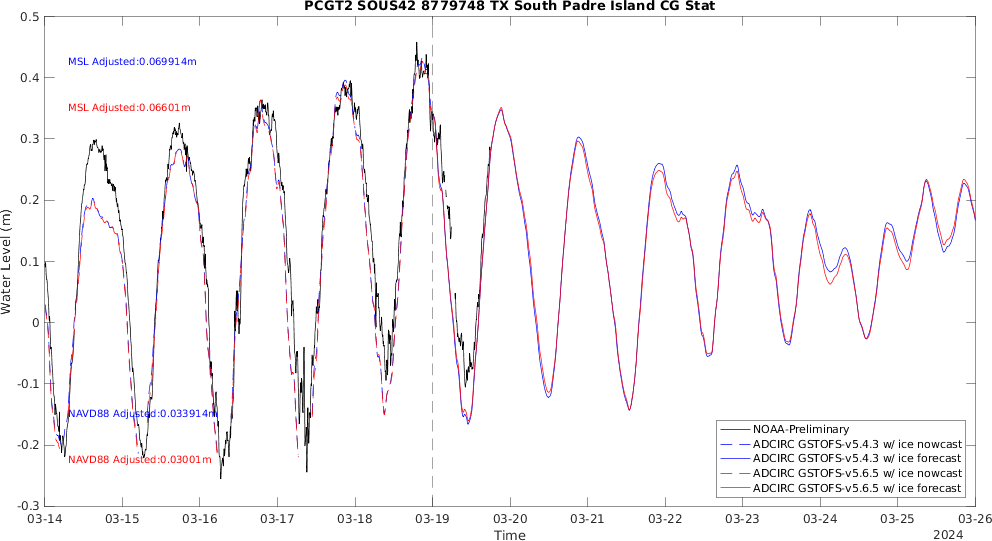 PCGT2 SOUS42 8779748 TX South Padre Island CG Stat
0.5
0.4
0.3
0.2
0.1
0
-0.1
-0.2
-0.3
Water Level (m)
MSL Adjusted:0.069914m
MSL Adjusted:0.06601m
NAVD88 Adjusted:0.033914m
NAVD88 Adjusted:0.03001m
NOAA-Preliminary
ADCIRC GSTOFS-v5.4.3 w/ ice nowcast
ADCIRC GSTOFS-v5.4.3 w/ ice forecast
ADCIRC GSTOFS-v5.6.5 w/ ice nowcast
ADCIRC GSTOFS-v5.6.5 w/ ice forecast
03-14 03-15 03-16 03-17 03-18 03-19 03-20 03-21 03-22 03-23 03-24 03-25 03-26
Time
2024